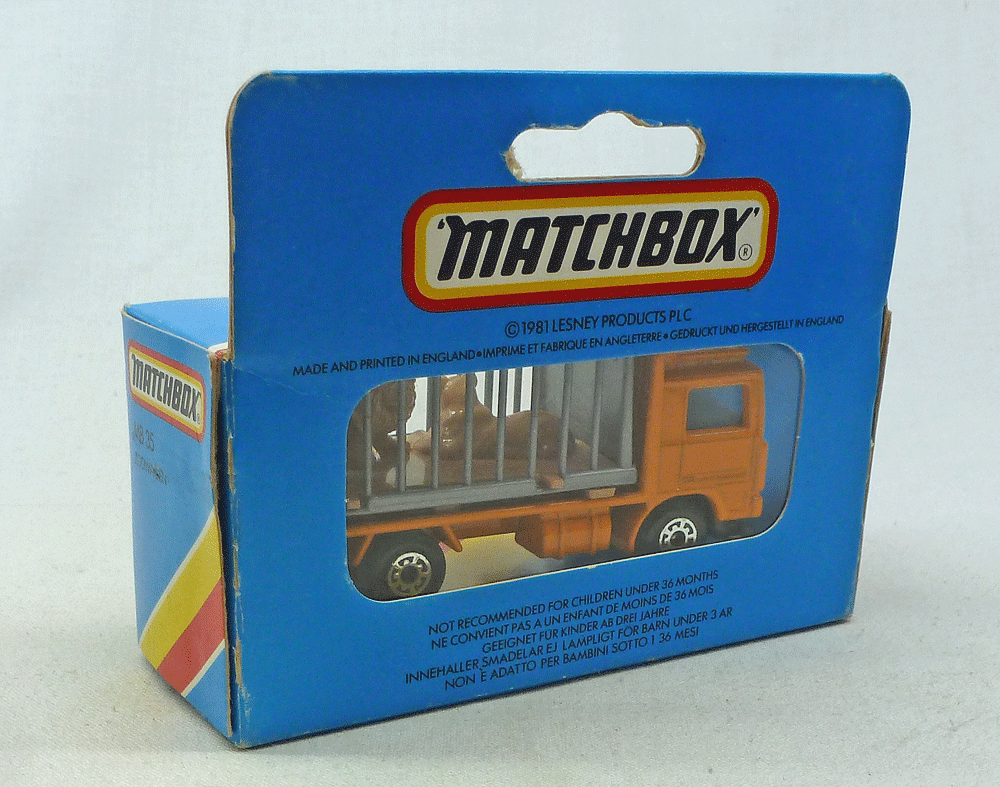 'MATCHBOX'®
©1981 LESNEY PRODUCTS PLC
MADE AND PRINTED IN ENGLAND•IMPRIME ET FABRIQUE EN ANGLETERRE•GEDRUCKT UND HERGESTELLT IN ENGLAND
NOT RECOMMENDED FOR CHILDREN UNDER 36 MONTHS
NE CONVIENT PAS A UN ENFANT DE MOINS DE 36 MOIS
GEEIGNET FUR KINDER AB DREI JAHRE
INNEHALLER SMADELAR EJ LAMPLIGT FÖR BARN UNDER 3 AR
NON È ADATTO PER BAMBINI SOTTO I 36 MESI
MATCHBOX®
MB 35